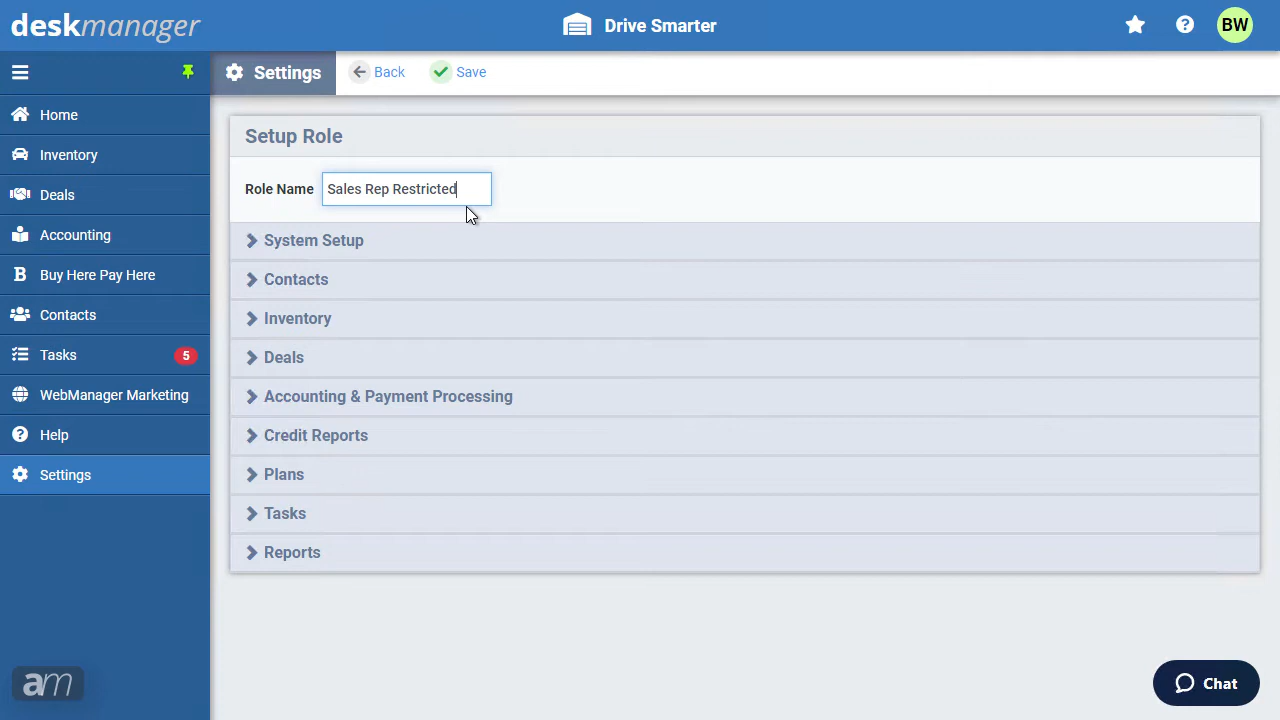 deskmanager
Drive Smarter
BW
Settings
Back
Save
Home
Inventory
Deals
Accounting
Buy Here Pay Here
Contacts
Tasks
5
WebManager Marketing
Help
Settings
am
Setup Role
Role Name
Sales Rep Restricted
System Setup
Contacts
Inventory
Deals
Accounting & Payment Processing
Credit Reports
Plans
Tasks
Reports
Chat